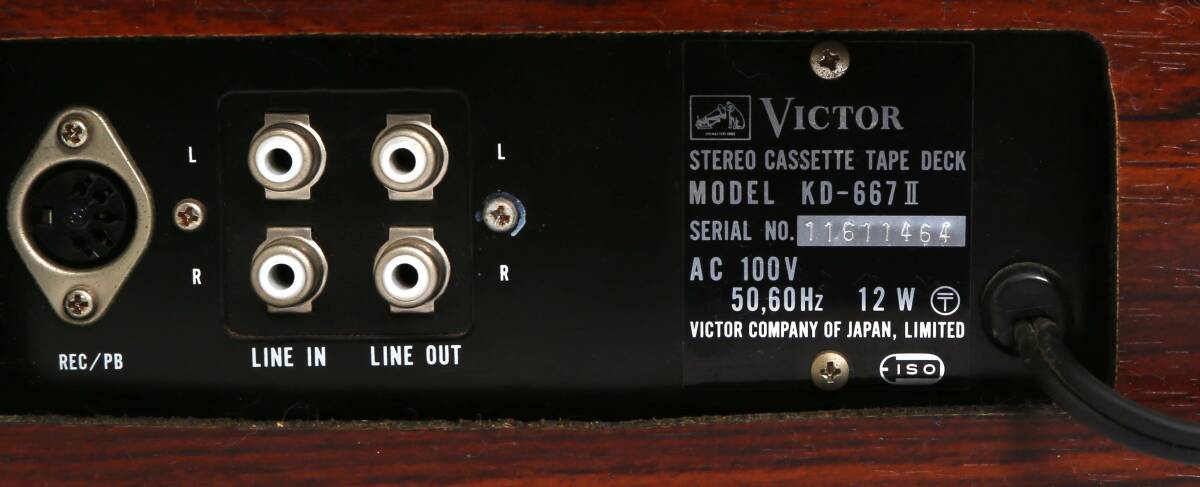 L
L
R
R
REC/PB
LINE IN
LINE OUT
VICTOR
STEREO CASSETTE TAPE DECK
MODEL KD-667II
SERIAL NO. 11611464
AC 100V
50,60Hz 12W 〒
VICTOR COMPANY OF JAPAN, LIMITED
ISO